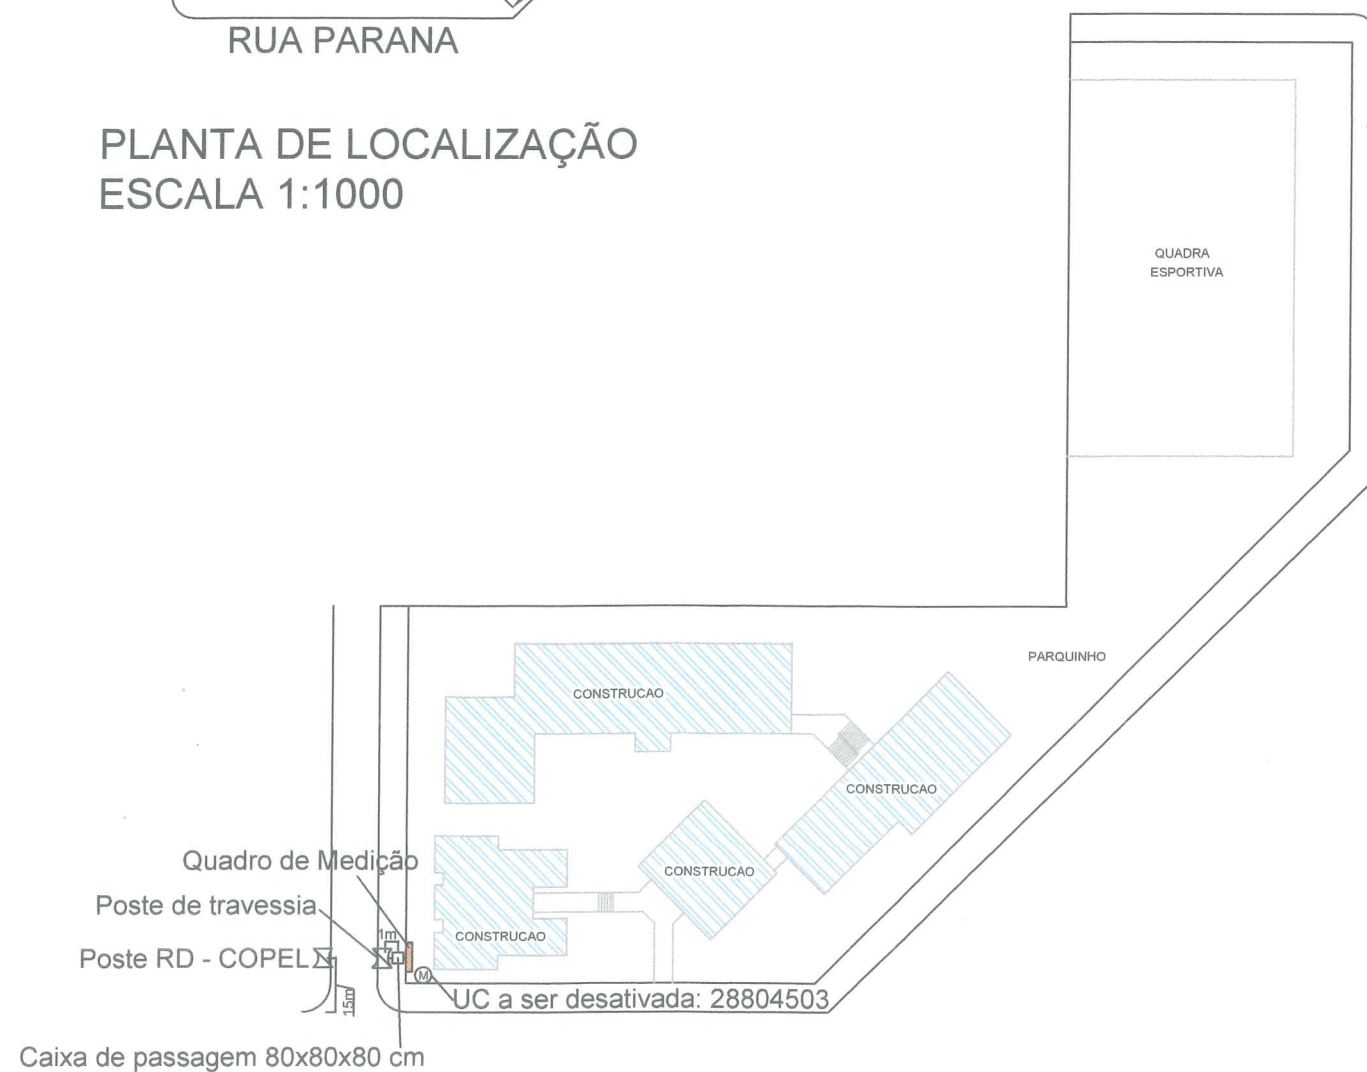 RUA PARANA
PLANTA DE LOCALIZAÇÃO
ESCALA 1:1000
QUADRA
ESPORTIVA
PARQUINHO
CONSTRUCAO
CONSTRUCAO
CONSTRUCAO
CONSTRUCAO
Quadro de Medição
Poste de travessia
1m
Poste RD - COPEL
M
15m
UC a ser desativada: 28804503
Caixa de passagem 80x80x80 cm